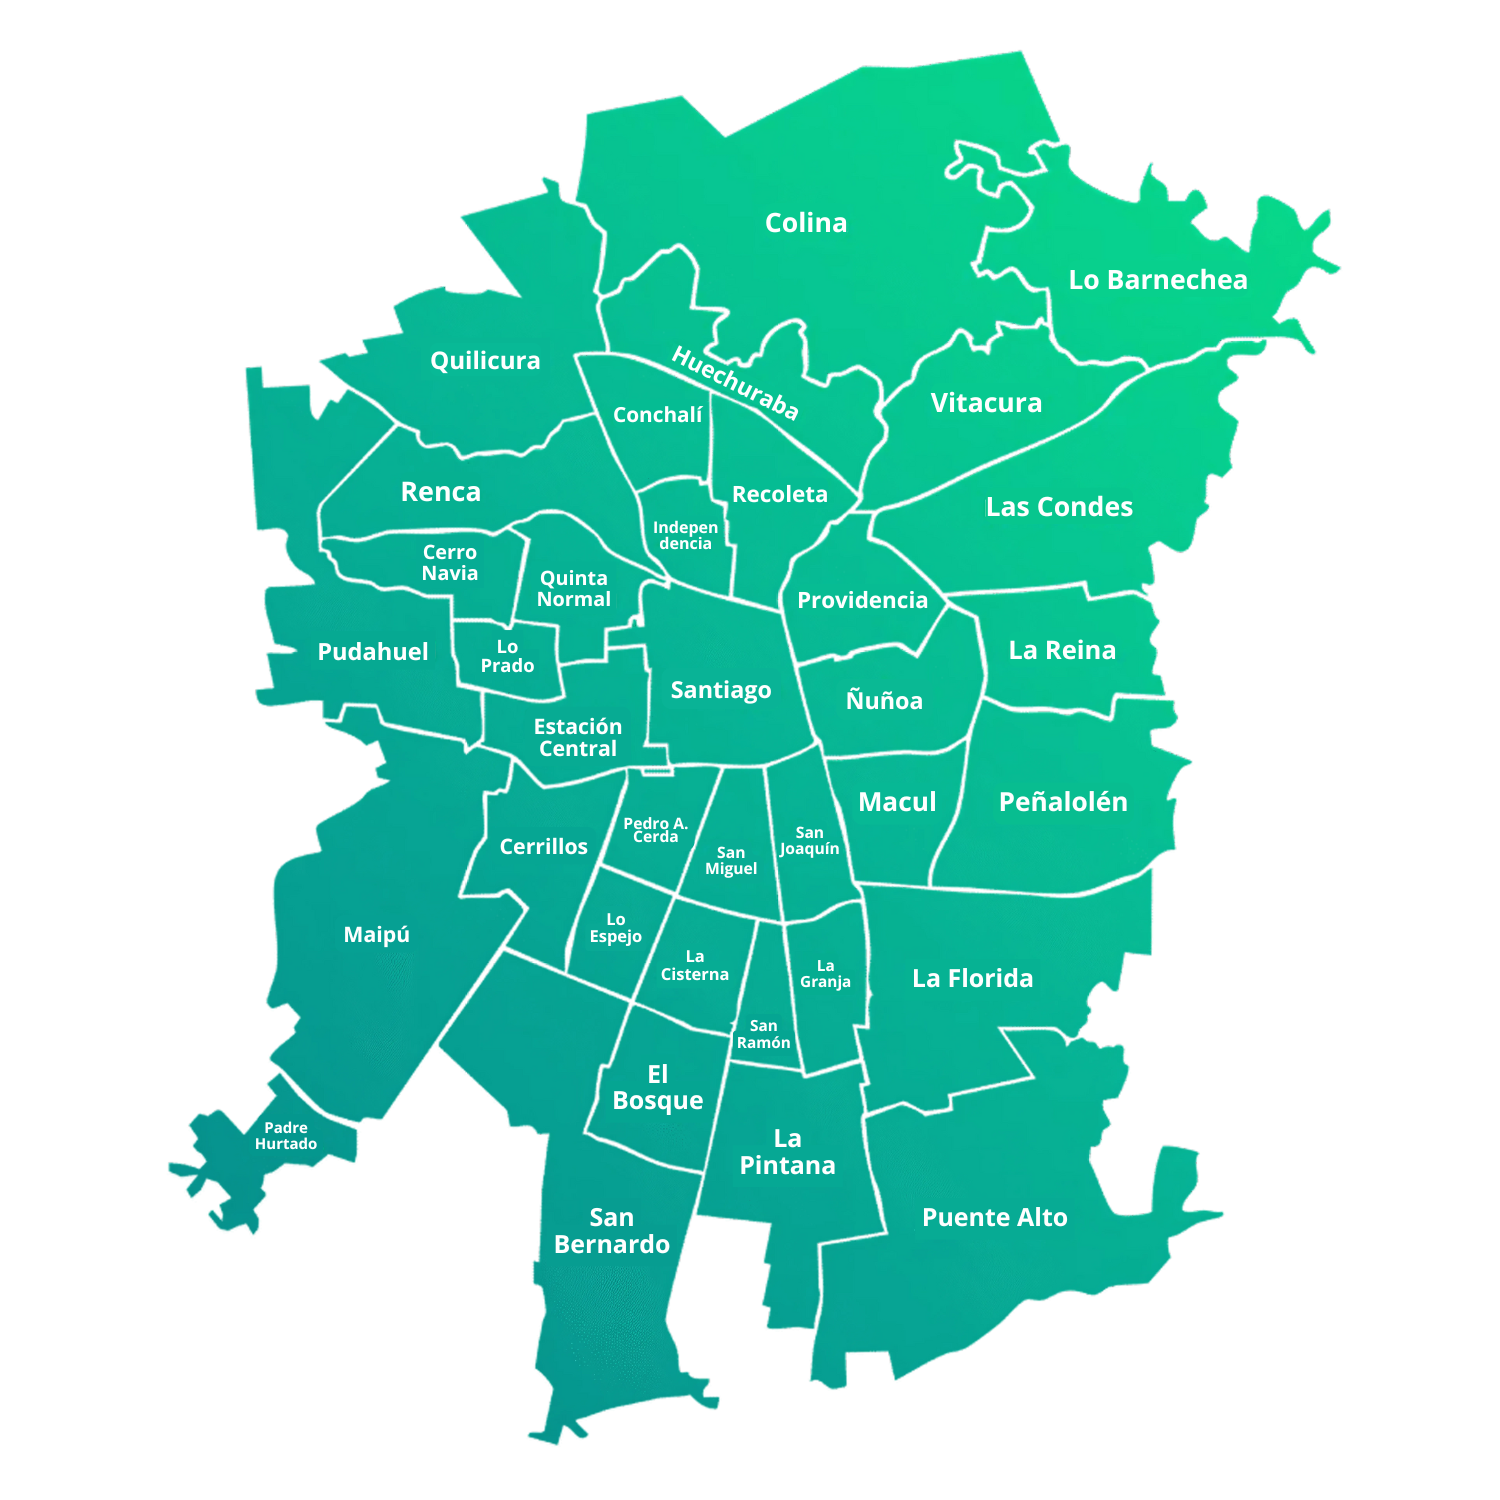 Colina
Lo Barnechea
Quilicura
Huechuraba
Vitacura
Conchalí
Renca
Recoleta
Las Condes
Indepen
dencia
Cerro
Navia
Quinta
Normal
Providencia
Pudahuel
Lo
Prado
La Reina
Santiago
Ñuñoa
Estación
Central
Macul
Peñalolén
Cerrillos
Pedro A.
Cerda
San
Miguel
San
Joaquín
Maipú
Lo
Espejo
La
Cisterna
La
Granja
La Florida
San
Ramón
El
Bosque
Padre
Hurtado
La
Pintana
San
Bernardo
Puente Alto